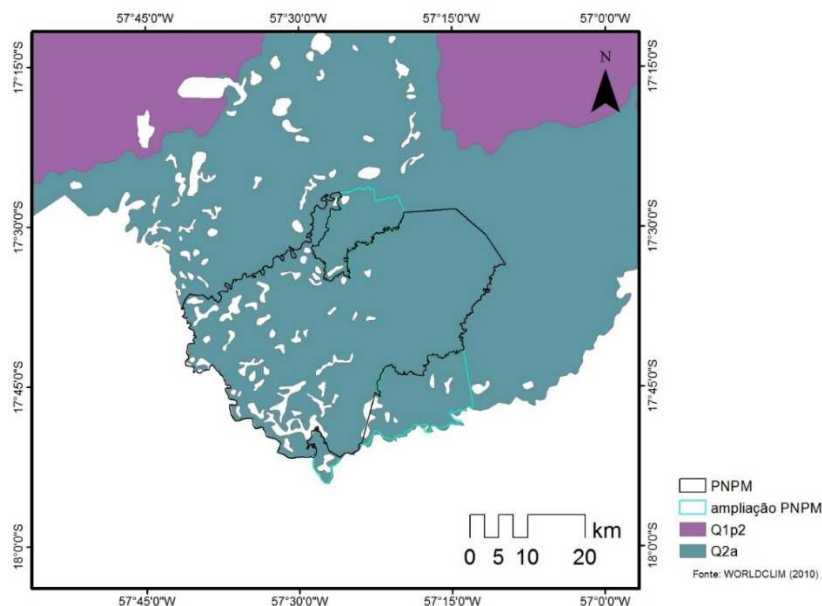 57°45'0"W 57°30'0"W 57°15'0"W 57°0'0"W
17°15'0"S 17°15'0"S
N
17°30'0"S 17°30'0"S
17°45'0"S 17°45'0"S
PNPM
ampliação PNPM
km
0 5 10 20
Q1p2
Q2a
18°0'0"S 18°0'0"S
Fonte: WORLDCLIM (2010)
57°45'0"W 57°30'0"W 57°15'0"W 57°0'0"W